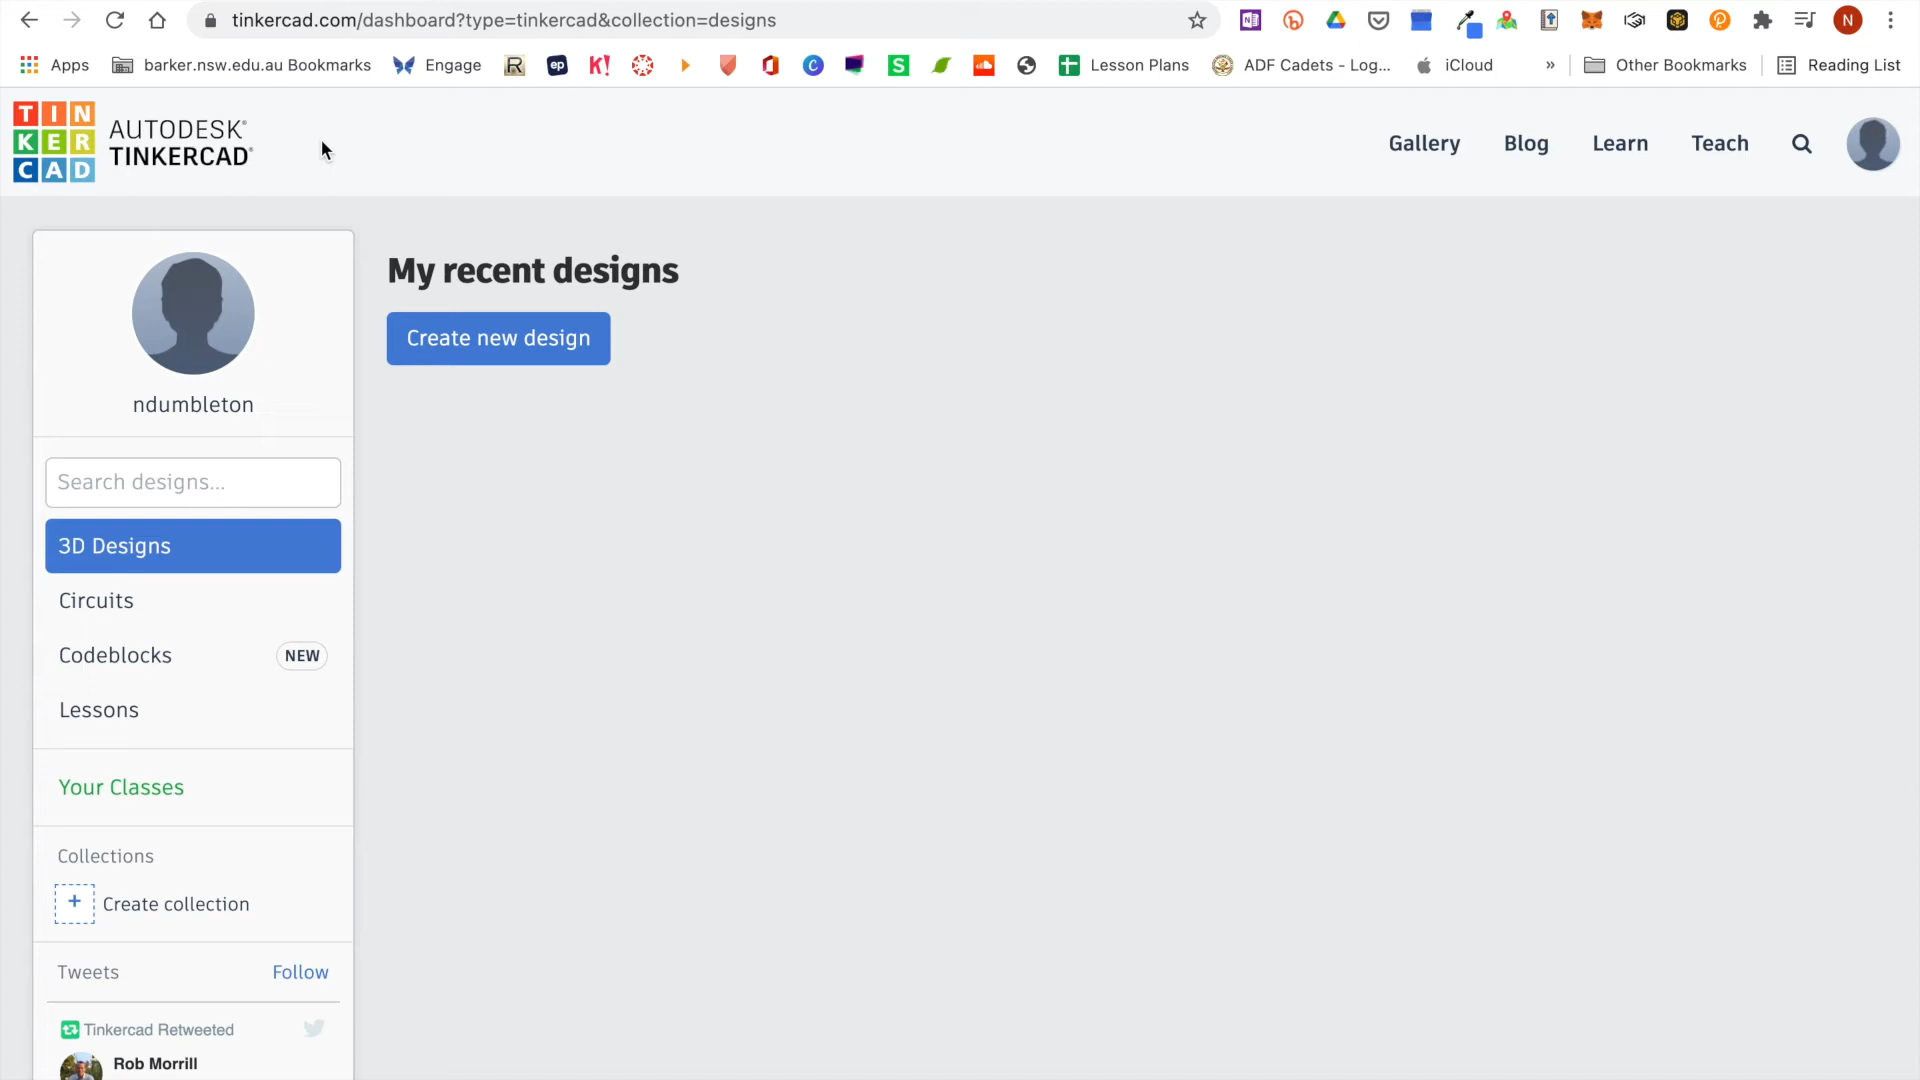 tinkercad.com/dashboard?type=tinkercad&collection=designs
N
Apps
barker.nsw.edu.au Bookmarks
Engage
R
ep
K!
C
S
Lesson Plans
ADF Cadets - Log...
iCloud
»
Other Bookmarks
Reading List
TIN
KER
CAD
AUTODESK®
TINKERCAD®
Gallery
Blog
Learn
Teach
ndumbleton
Search designs...
3D Designs
Circuits
Codeblocks
NEW
Lessons
Your Classes
Collections
+
Create collection
Tweets
Follow
Tinkercad Retweeted
Rob Morrill
My recent designs
Create new design